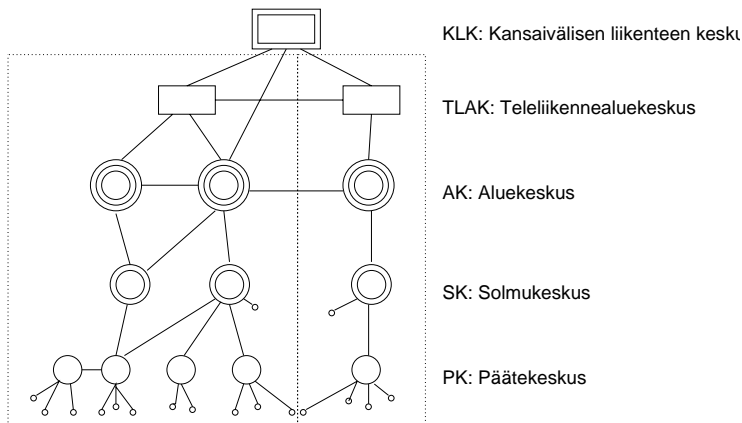 KLK: Kansaivälisen liikenteen kesku
TLAK: Teleliikennealuekeskus
AK: Aluekeskus
SK: Solmukeskus
PK: Päätekeskus